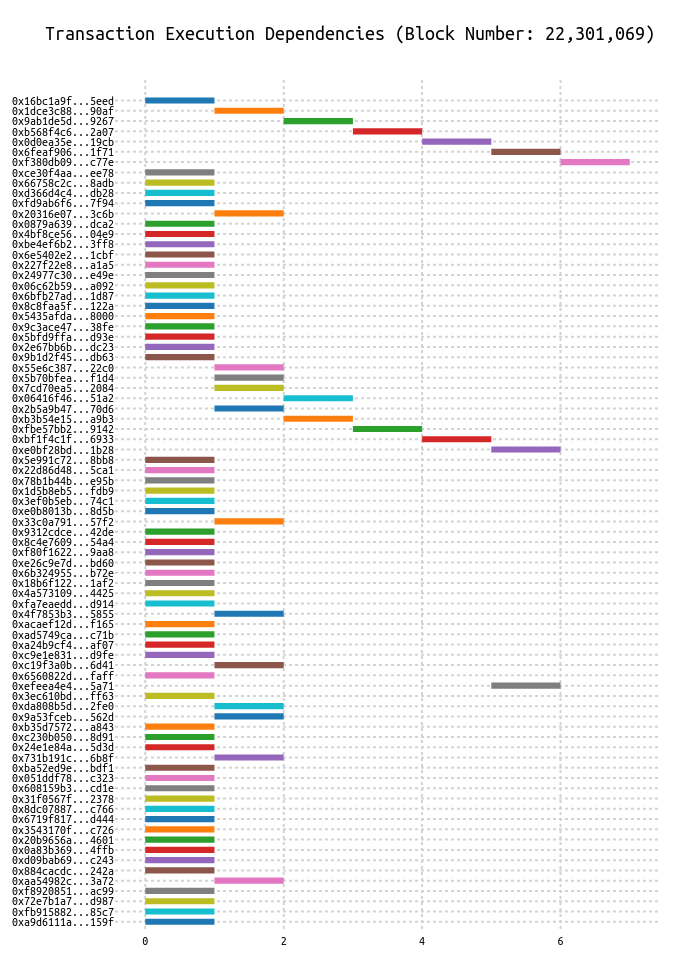 Transaction Execution Dependencies (Block Number: 22,301,069)
0x16bc1a9f...5eed
0x1dce3c88...90af
0x9ab1de5d...9267
0xb568f4c6...2a07
0x0d0ea35e...19cb
0x6feaf906...1f71
0xf380db09...c77e
0xce30f4aa...ee78
0x66758c2c...8adb
0xd366d4c4...db28
0xfd9ab6f6...7f94
0x20316e07...3c6b
0x0879a639...dca2
0x4bf8ce56...04e9
0xbe4ef6b2...3ff8
0x6e5402e2...1cbf
0x227f22e8...a1a5
0x24977c30...e49e
0x06c62b59...a092
0x6bfb27ad...1d87
0x8c8faa5f...122a
0x5435afda...8000
0x9c3ace47...38fe
0x5bfd9ffa...d93e
0x2e67bb6b...dc23
0x9b1d2f45...db63
0x55e6c387...22c0
0x5b70bfea...f1d4
0x7cd70ea5...2084
0x06416f46...51a2
0x2b5a9b47...70d6
0xb3b54e15...a9b3
0xfbe57bb2...9142
0xbf1f4c1f...6933
0xe0bf28bd...1b28
0x5e991c72...8bb8
0x22d86d48...5ca1
0x78b1b44b...e95b
0x1d5b8eb5...fdb9
0x3ef0b5eb...74c1
0xe0b8013b...8d5b
0x33c0a791...57f2
0x9312cdce...42de
0x8c4e7609...54a4
0xf80f1622...9aa8
0xe26c9e7d...bd60
0x6b324955...b72e
0x18b6f122...1af2
0x4a573109...4425
0xfa7eaedd...d914
0x4f7853b3...5855
0xacaef12d...f165
0xad5749ca...c71b
0xa24b9cf4...af07
0xc9e1e831...d9fe
0xc19f3a0b...6d41
0x6560822d...faff
0xefeea4e4...5a71
0x3ec610bd...ff63
0xda808b5d...2fe0
0x9a53fceb...562d
0xb35d7572...a843
0xc230b050...8d91
0x24e1e84a...5d3d
0x731b191c...6b8f
0xba52ed9e...bdf1
0x051ddf78...c323
0x608159b3...cd1e
0x31f0567f...2378
0x8dc07887...c766
0x6719f817...d444
0x3543170f...c726
0x20b9656a...4601
0x0a83b369...4ffb
0xd09bab69...c243
0x884cacdc...242a
0xaa54982c...3a72
0xf8920851...ac99
0x72e7b1a7...d987
0xfb915882...85c7
0xa9d6111a...159f
0 2 4 6